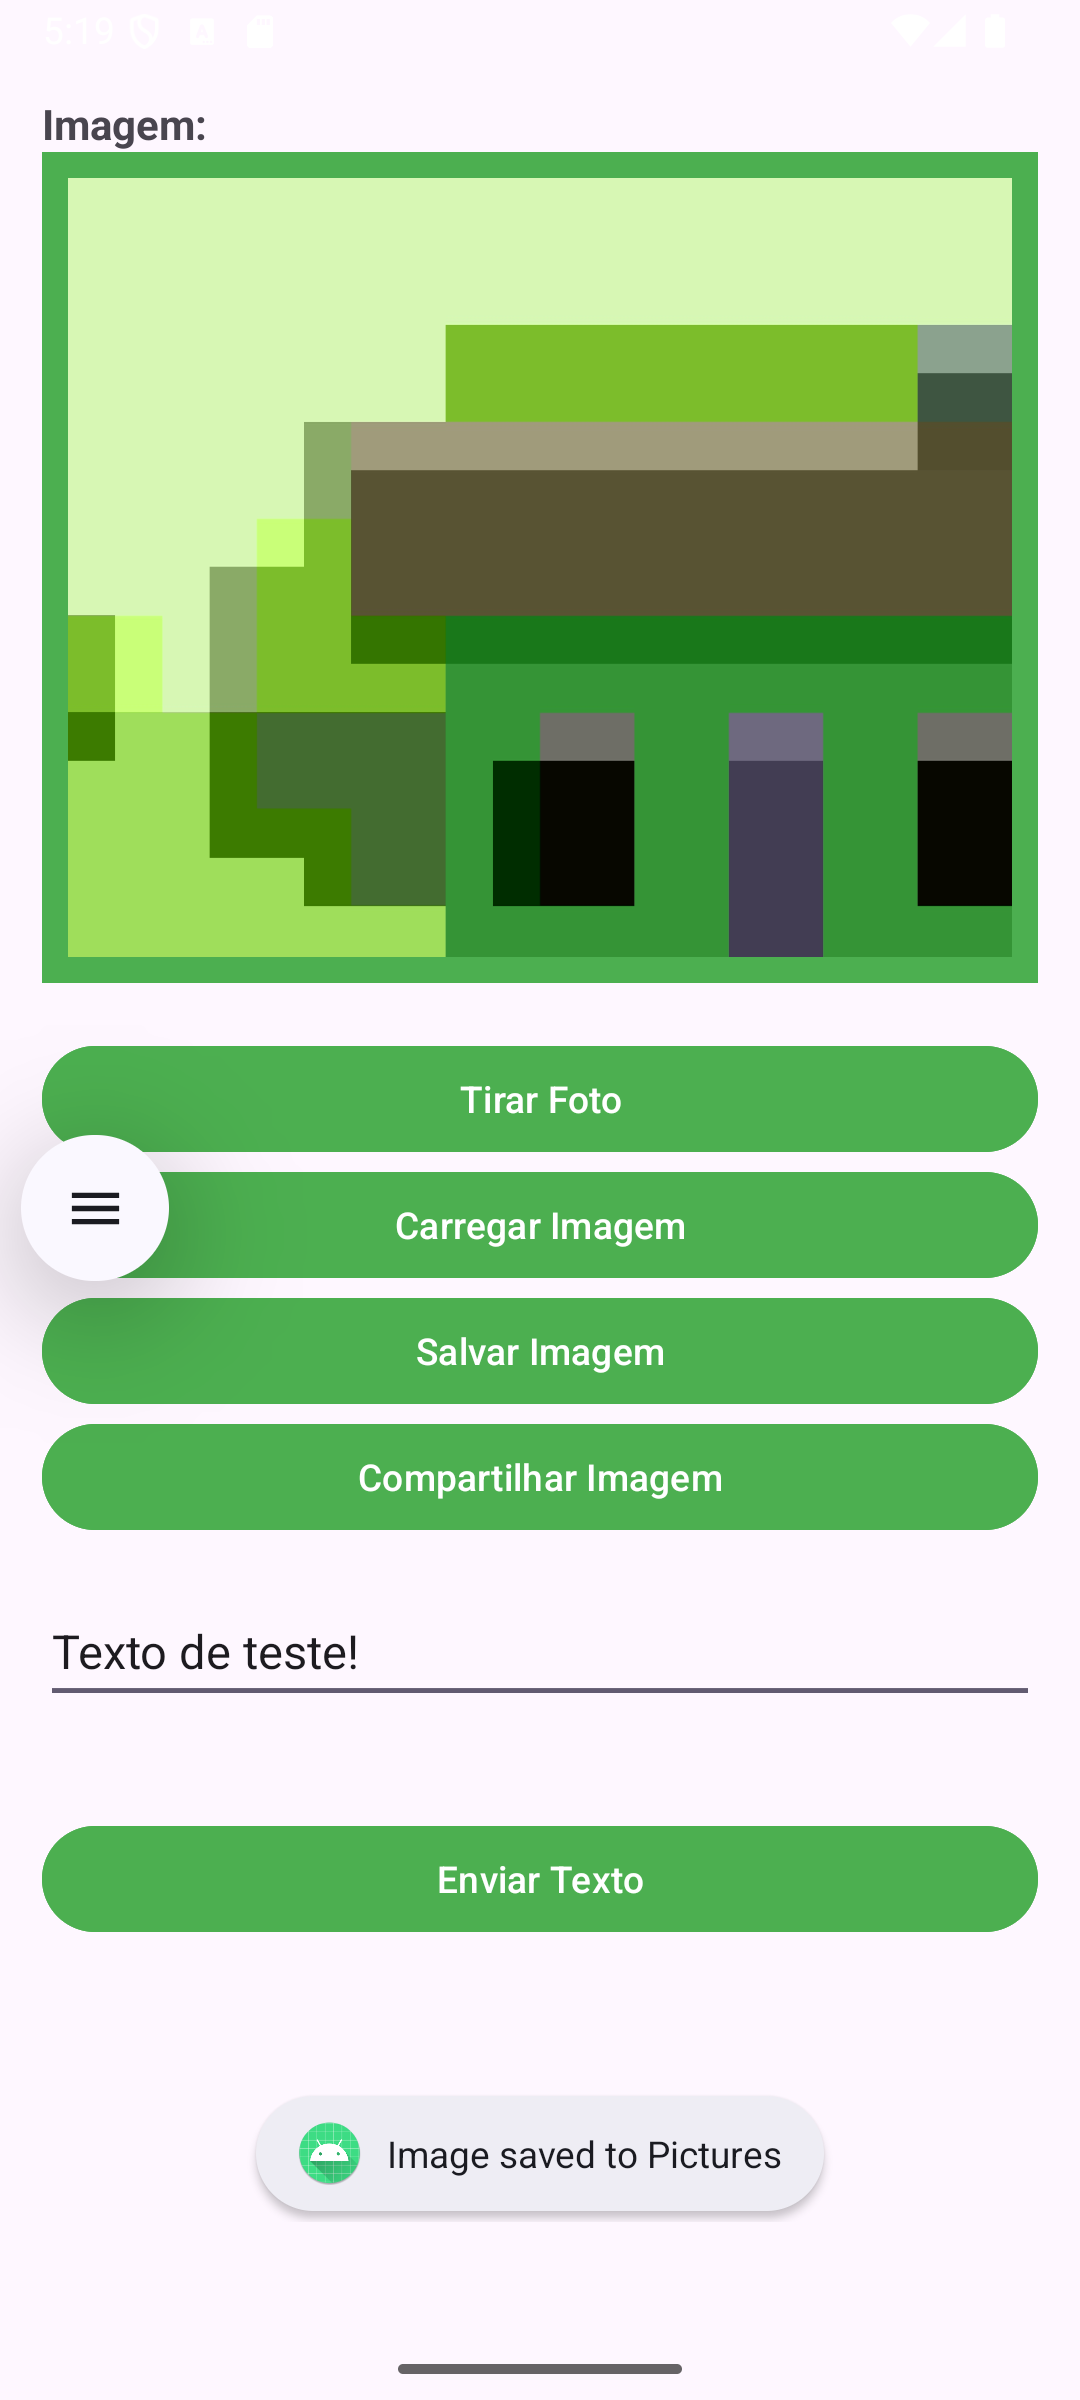 5:19
Imagem:
Tirar Foto
Carregar Imagem
Salvar Imagem
Compartilhar Imagem
Texto de teste!
Enviar Texto
Image saved to Pictures